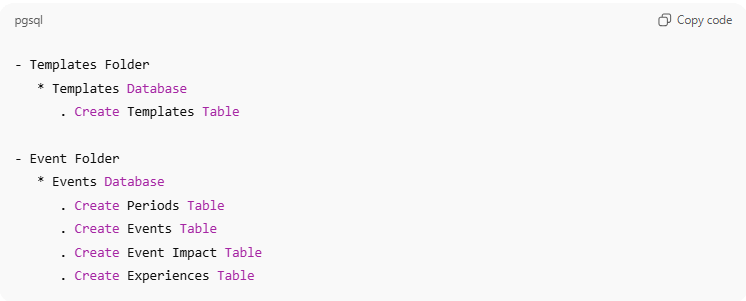 pgsql
Copy code
- Templates Folder
* Templates Database
. Create Templates Table
- Event Folder
* Events Database
. Create Periods Table
. Create Events Table
. Create Event Impact Table
. Create Experiences Table